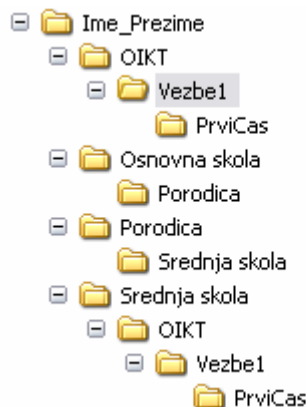 Ime_Prezime
OIKT
Vezbe1
PrviCas
Osnovna skola
Porodica
Porodica
Srednja skola
Srednja skola
OIKT
Vezbe1
PrviCas